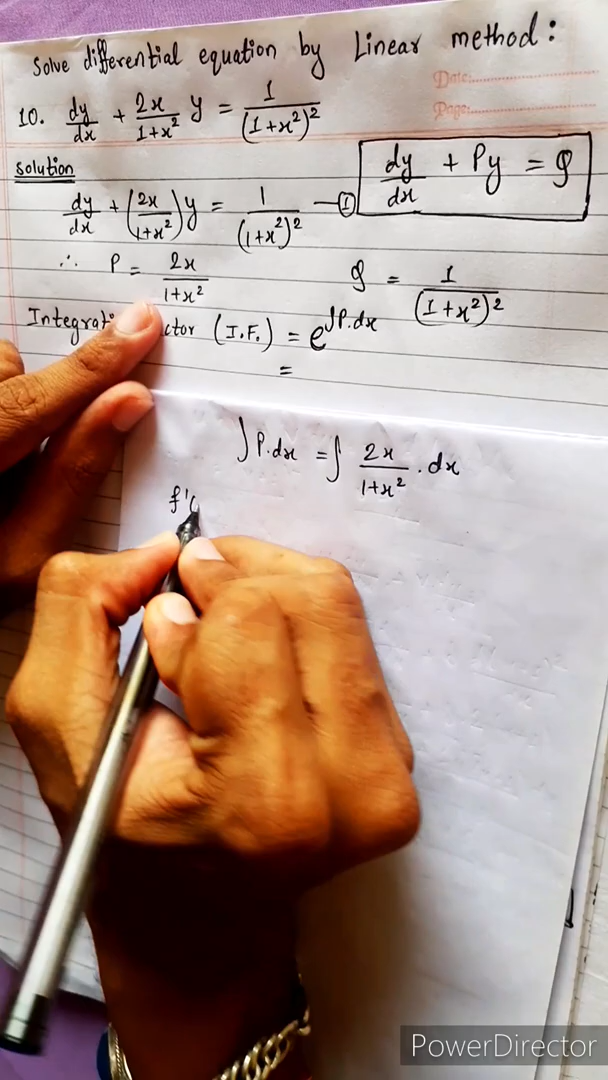 Solve differential equation by Linear method:
Date:
Page:
10. dy/dx + 2x/1+x² y = 1/(1+x²)²
Solution
dy/dx + Py = Q
dy/dx + (2x/1+x²)y = 1/(1+x²)² —①
∴ P = 2x/1+x² Q = 1/(1+x²)²
(I.F.) = e^∫P.dx
=
∫P.dx = ∫ 2x/1+x² . dx
f'(
PowerDirector